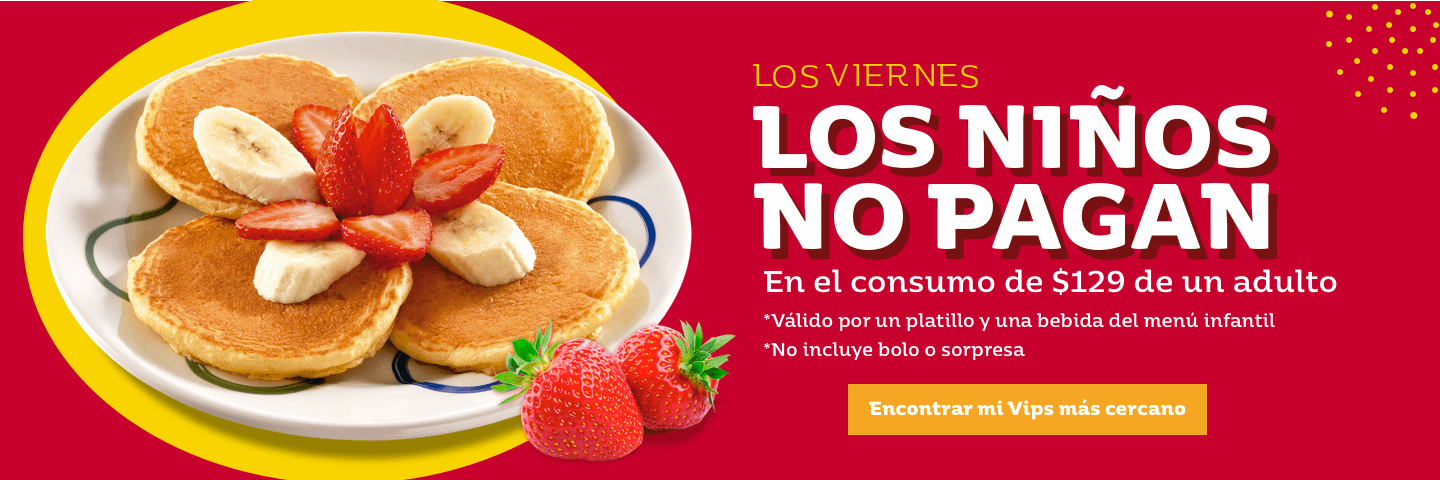 LOS VIERNES
LOS NIÑOS
NO PAGAN
En el consumo de $129 de un adulto
*Válido por un platillo y una bebida del menú infantil
*No incluye bolo o sorpresa
Encontrar mi Vips más cercano